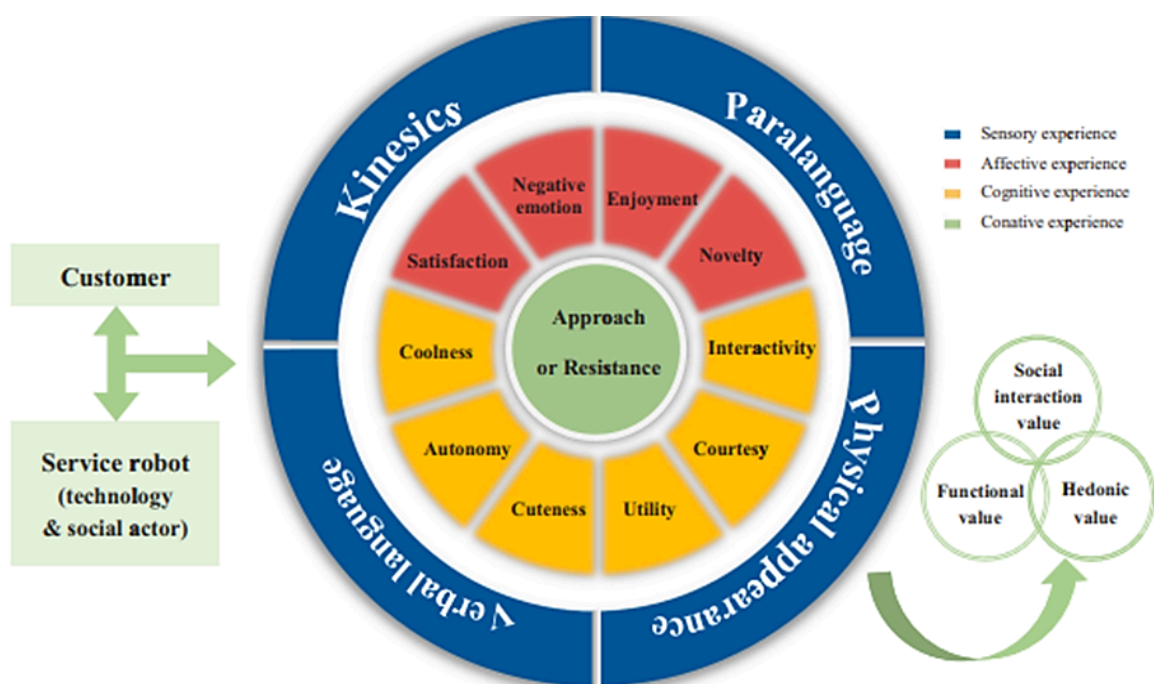 Kinesics
Paralanguage
Physical appearance
Verbal language
Negative
emotion
Enjoyment
Satisfaction
Novelty
Coolness
Interactivity
Autonomy
Courtesy
Cuteness
Utility
Approach
or Resistance
Customer
Service robot
(technology
& social actor)
Sensory experience
Affective experience
Cognitive experience
Conative experience
Social
interaction
value
Functional
value
Hedonic
value